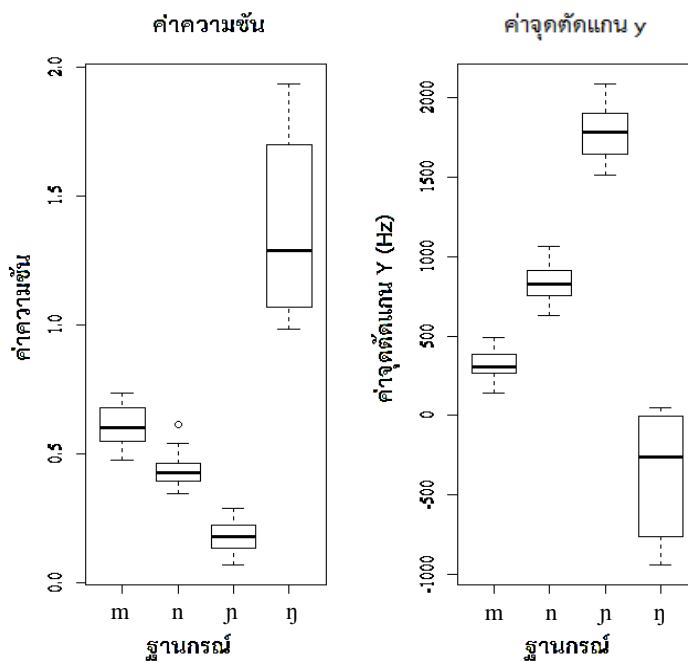 ค่าความชัน
ค่าความชัน
0.0 0.5 1.0 1.5 2.0
m n ɲ ŋ
ฐานกรณ์
ค่าจุดตัดแกน y
ค่าจุดตัดแกน Y (Hz)
-1000 -500 0 500 1000 1500 2000
m n ɲ ŋ
ฐานกรณ์